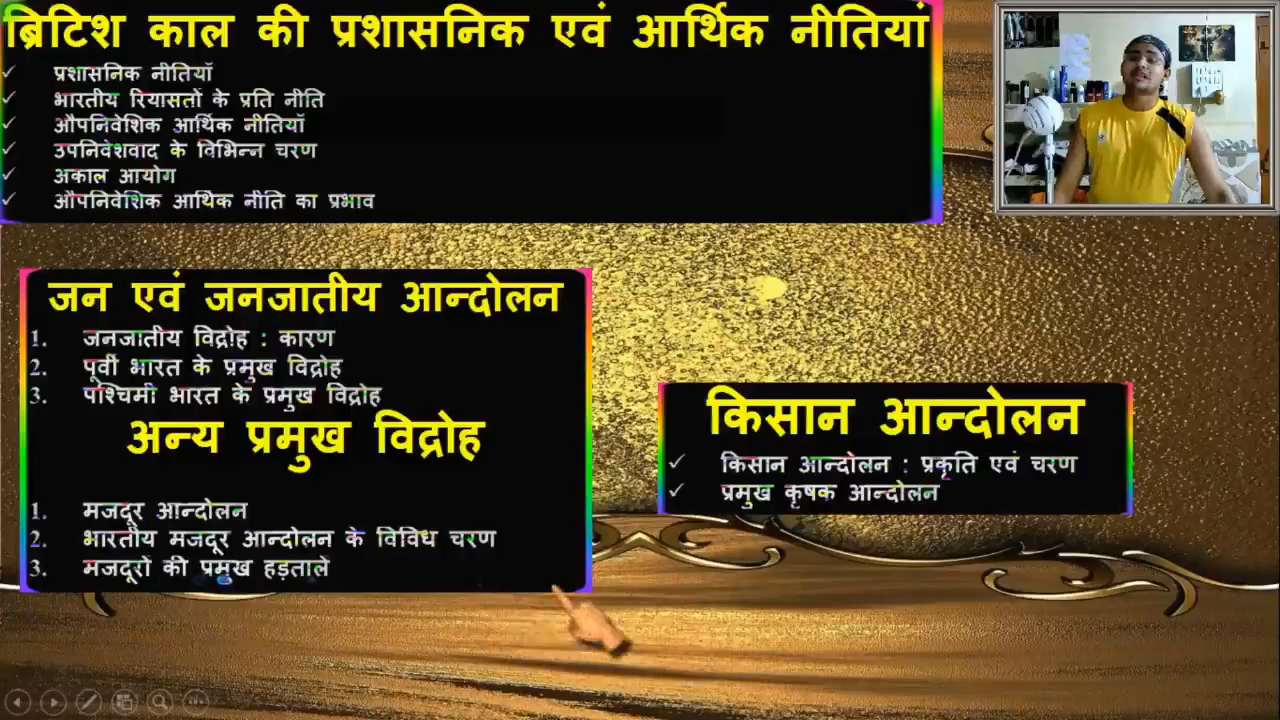 ब्रिटिश काल की प्रशासनिक एवं आर्थिक नीतियां
✓ प्रशासनिक नीतियाँ
✓ भारतीय रियासतों के प्रति नीति
✓ औपनिवेशिक आर्थिक नीतियाँ
✓ उपनिवेशवाद के विभिन्न चरण
✓ अकाल आयोग
✓ औपनिवेशिक आर्थिक नीति का प्रभाव
जन एवं जनजातीय आन्दोलन
1. जनजातीय विद्रोह : कारण
2. पूर्वी भारत के प्रमुख विद्रोह
3. पश्चिमी भारत के प्रमुख विद्रोह
अन्य प्रमुख विद्रोह
1. मजदूर आन्दोलन
2. भारतीय मजदूर आन्दोलन के विविध चरण
3. मजदूरों की प्रमुख हड़ताले
किसान आन्दोलन
✓ किसान आन्दोलन : प्रकृति एवं चरण
✓ प्रमुख कृषक आन्दोलन